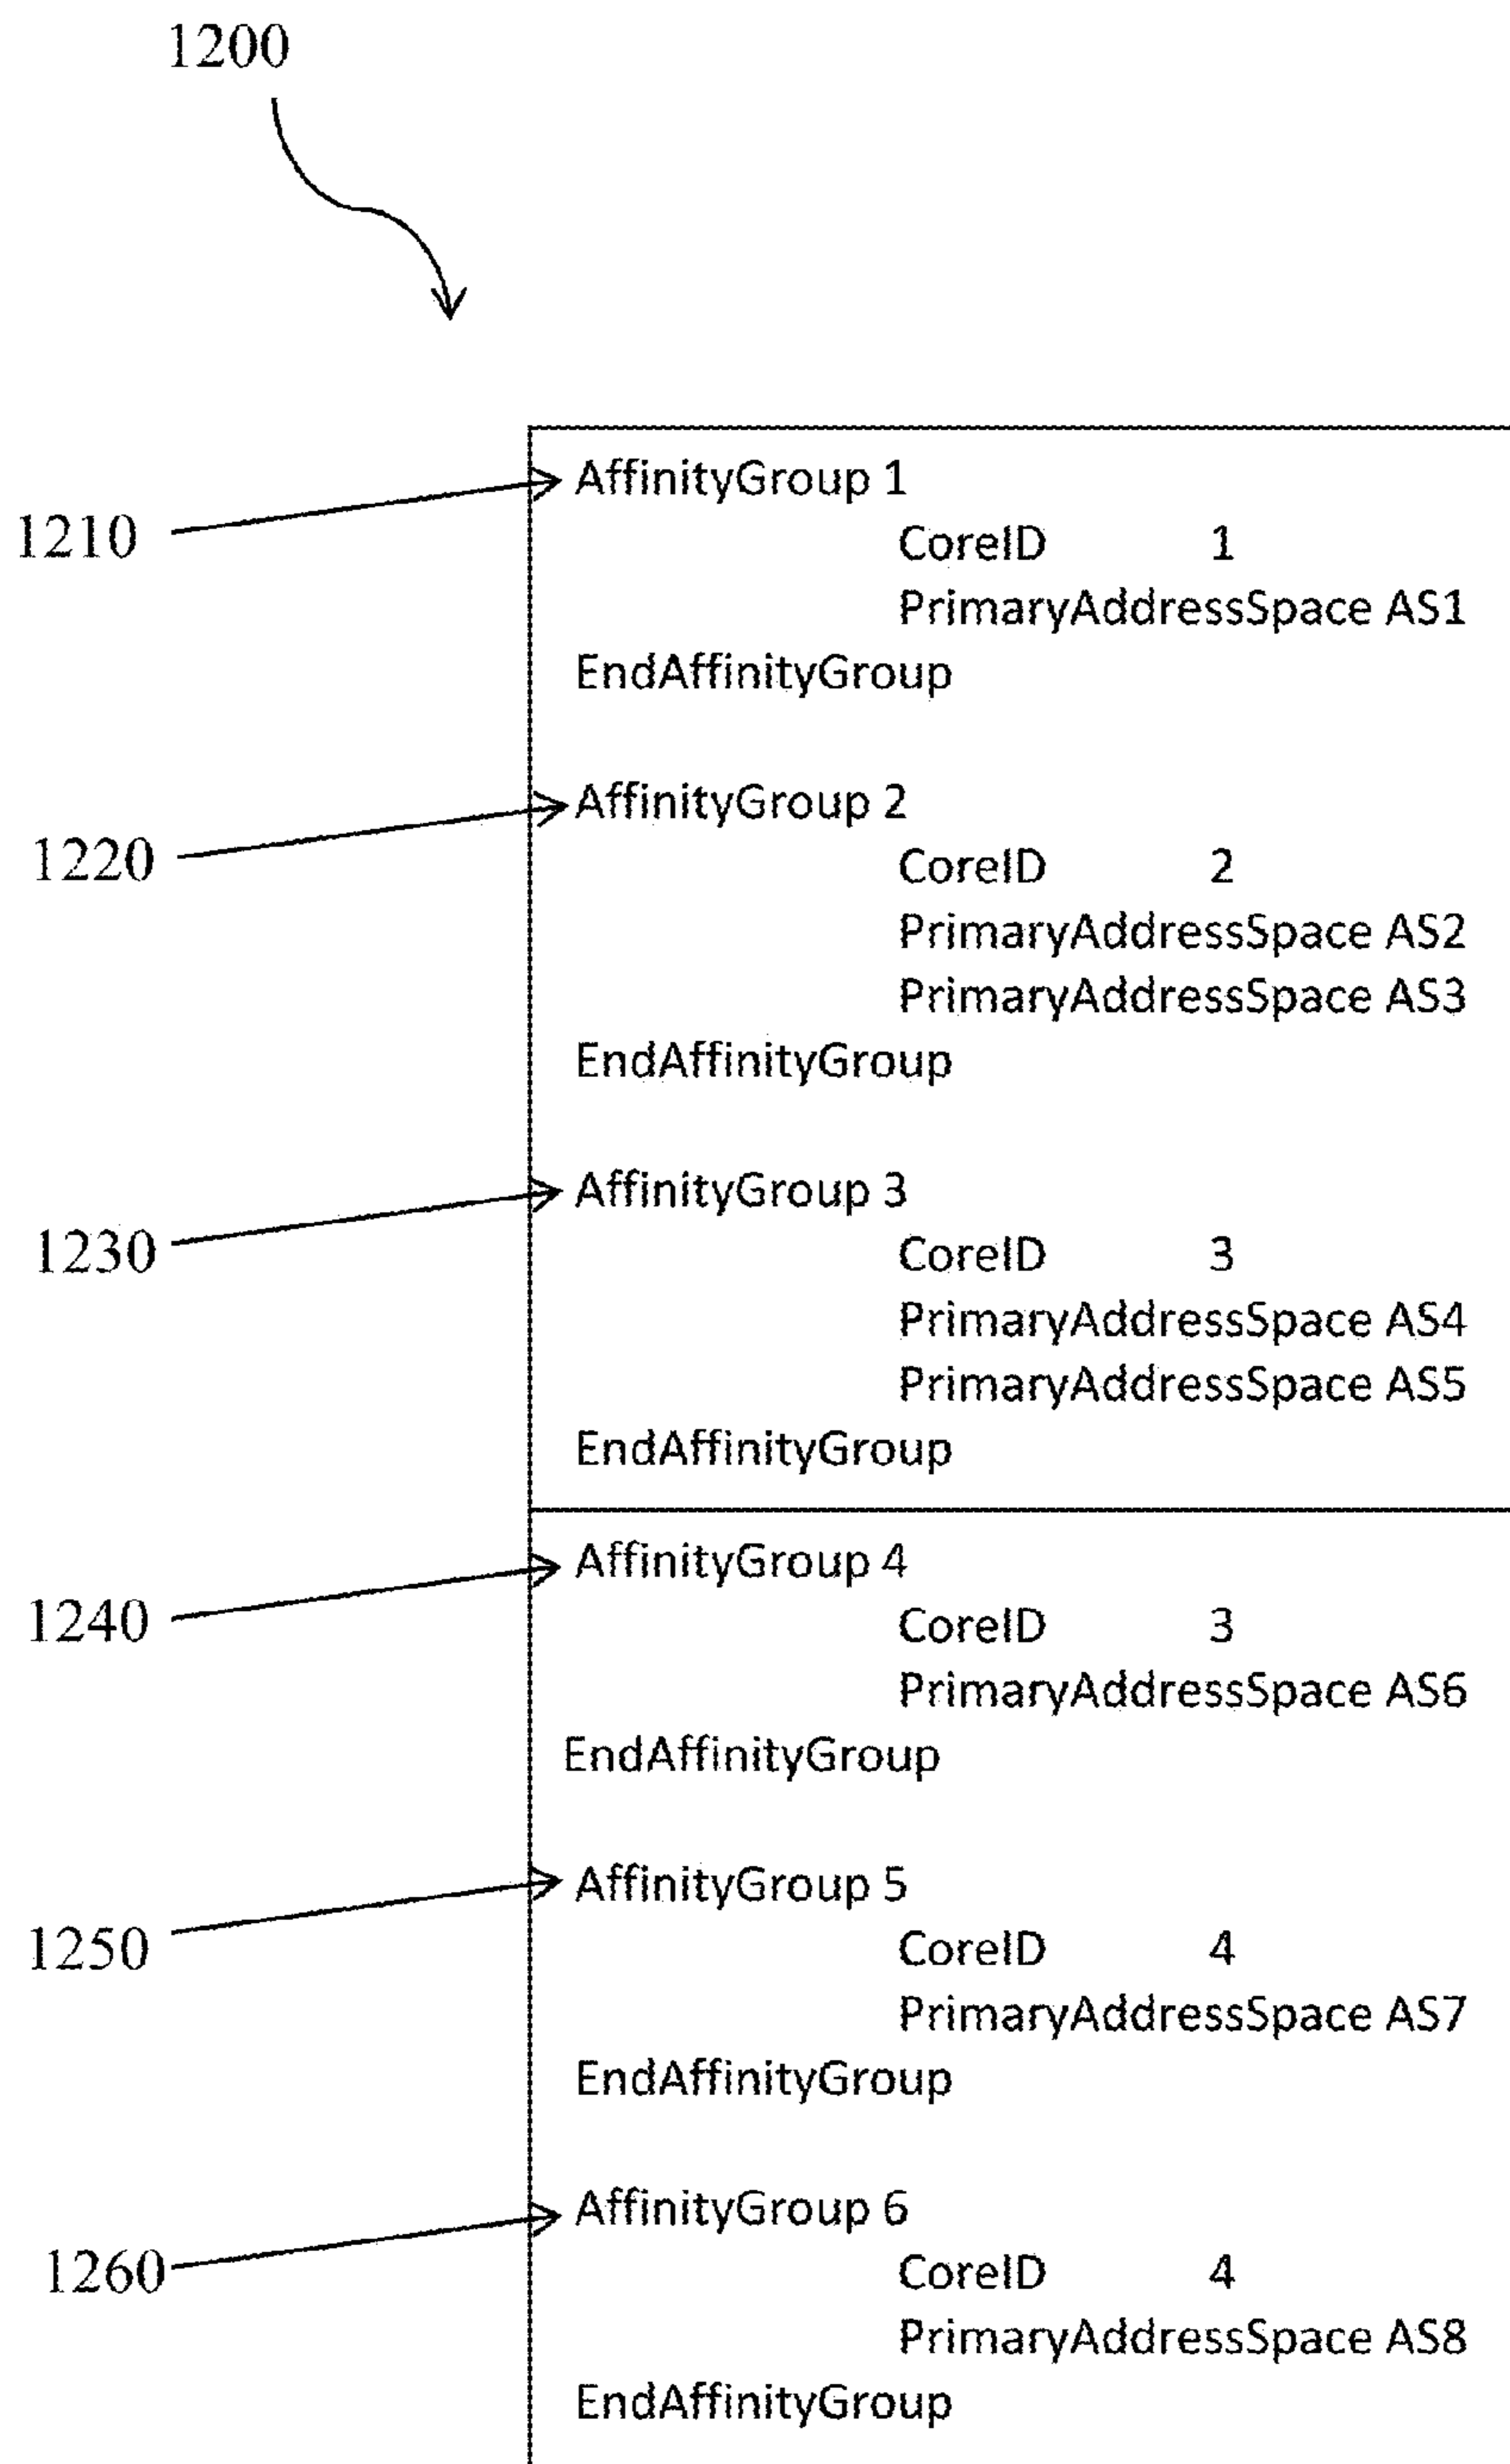 1200
1210
AffinityGroup 1
CoreID 1
PrimaryAddressSpace AS1
EndAffinityGroup
1220
AffinityGroup 2
CoreID 2
PrimaryAddressSpace AS2
PrimaryAddressSpace AS3
EndAffinityGroup
1230
AffinityGroup 3
CoreID 3
PrimaryAddressSpace AS4
PrimaryAddressSpace AS5
EndAffinityGroup
1240
AffinityGroup 4
CoreID 3
PrimaryAddressSpace AS6
EndAffinityGroup
1250
AffinityGroup 5
CoreID 4
PrimaryAddressSpace AS7
EndAffinityGroup
1260
AffinityGroup 6
CoreID 4
PrimaryAddressSpace AS8
EndAffinityGroup